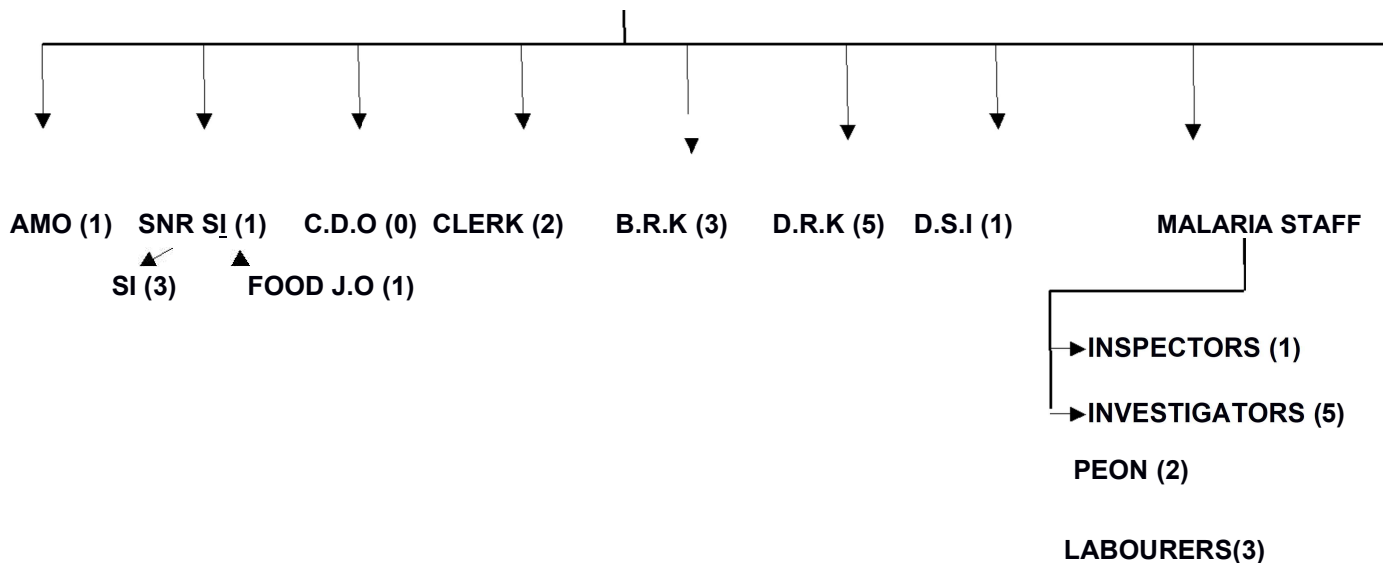 AMO (1) SNR SI (1) C.D.O (0) CLERK (2) B.R.K (3) D.R.K (5) D.S.I (1) MALARIA STAFF
SI (3) FOOD J.O (1)
INSPECTORS (1)
INVESTIGATORS (5)
PEON (2)
LABOURERS(3)